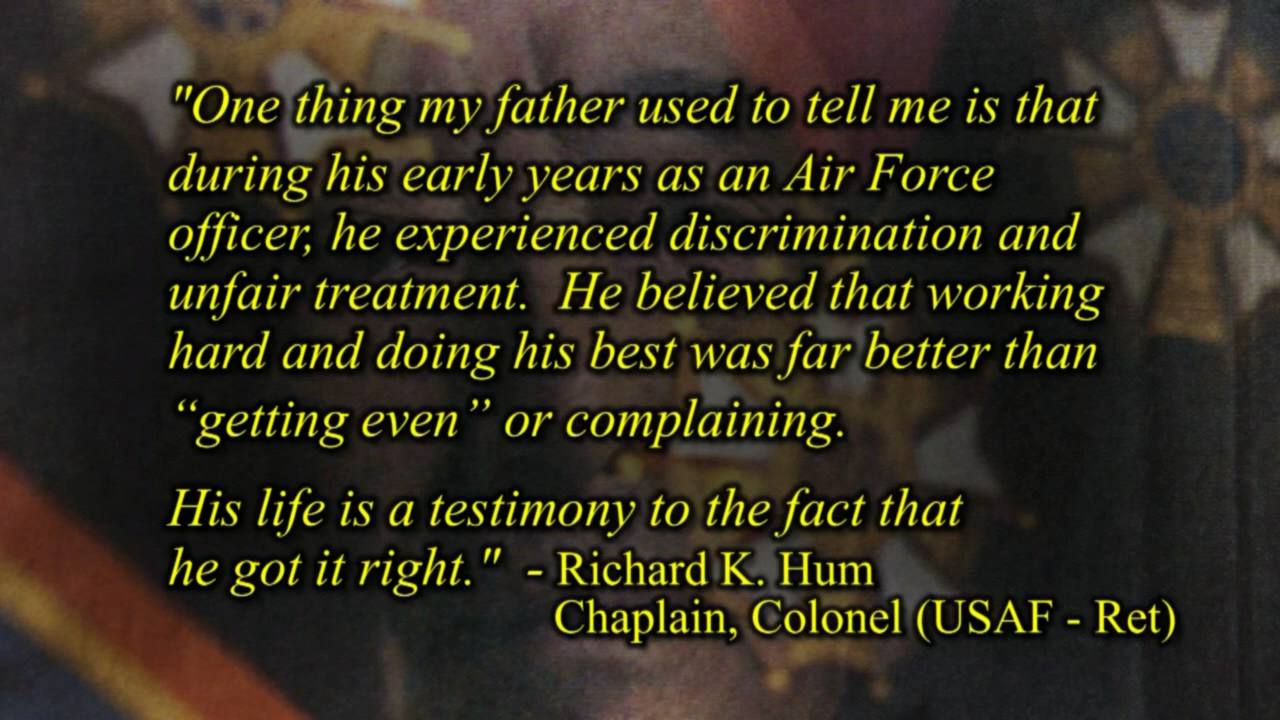 "One thing my father used to tell me is that
during his early years as an Air Force
officer, he experienced discrimination and
unfair treatment.  He believed that working
hard and doing his best was far better than
“getting even” or complaining.
His life is a testimony to the fact that
he got it right."  - Richard K. Hum
Chaplain, Colonel (USAF - Ret)